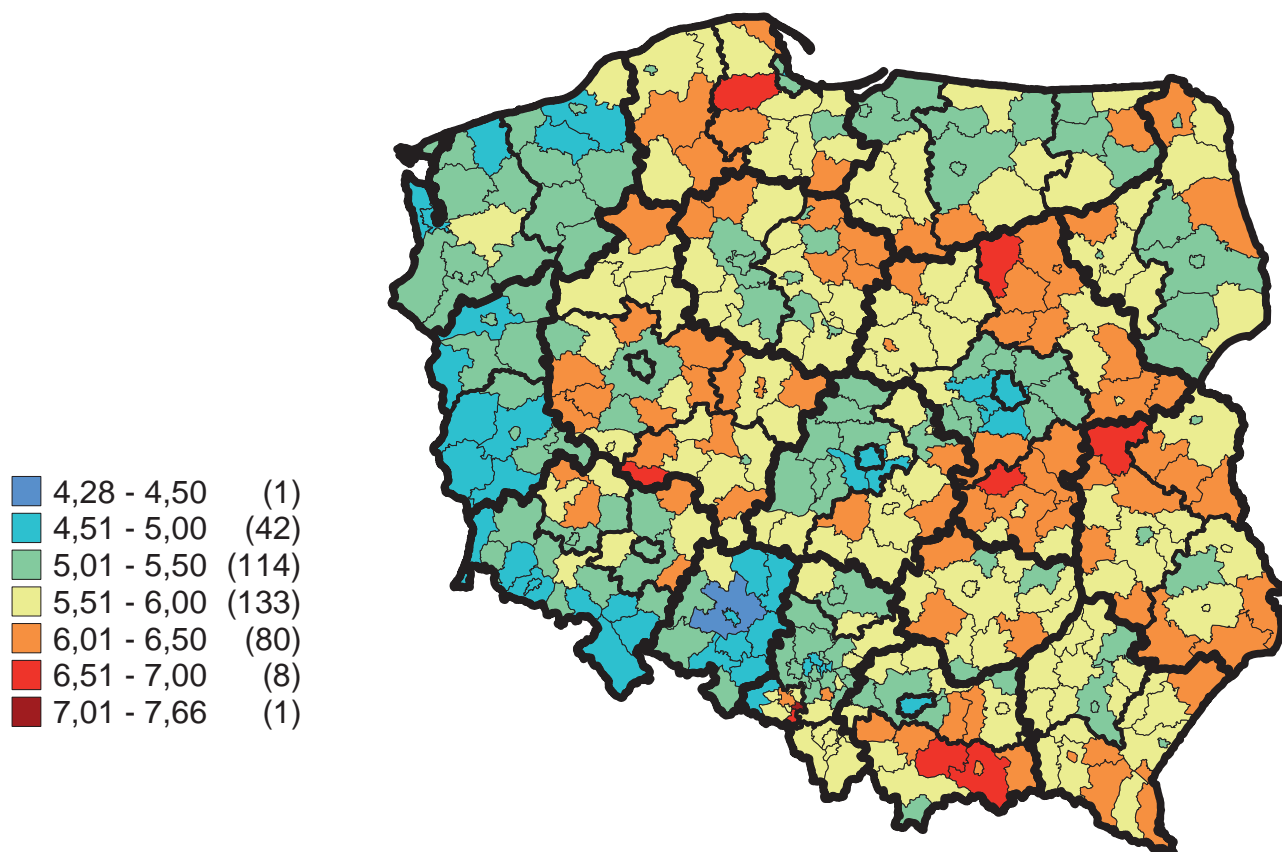 4,28 - 4,50 (1)
4,51 - 5,00 (42)
5,01 - 5,50 (114)
5,51 - 6,00 (133)
6,01 - 6,50 (80)
6,51 - 7,00 (8)
7,01 - 7,66 (1)